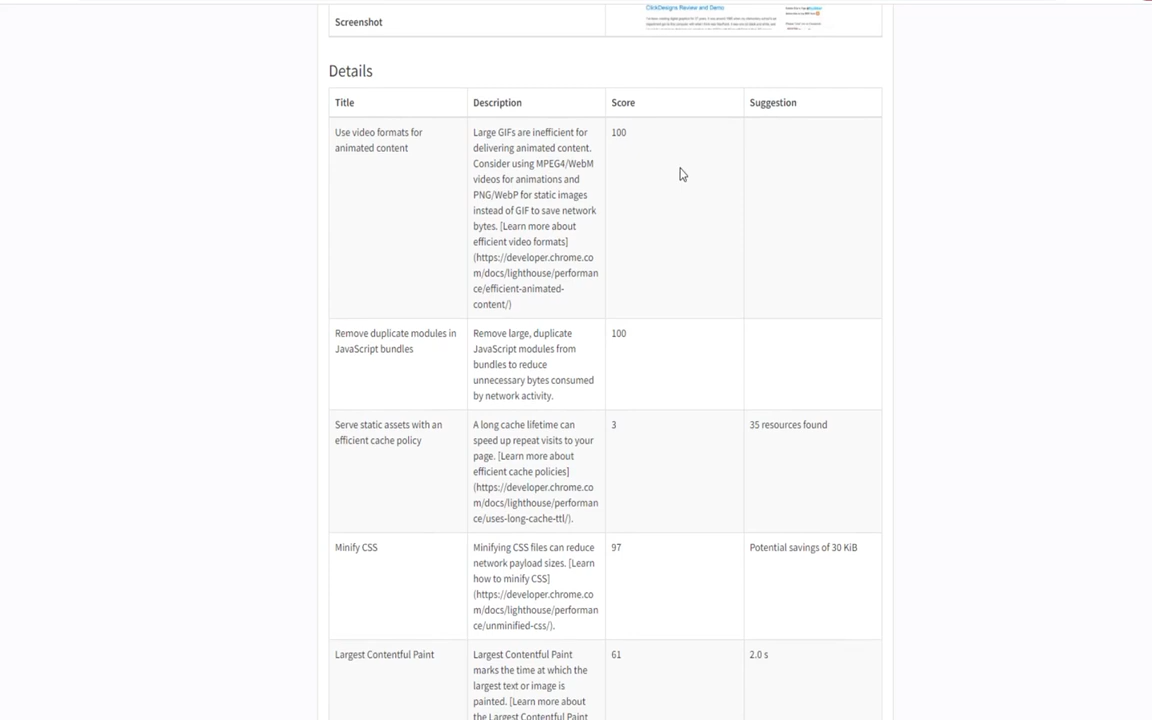 ClickDesigns Review and Demo
Screenshot
Details
Title
Description
Score
Suggestion
Use video formats for
animated content
Large GIFs are inefficient for
delivering animated content.
Consider using MPEG4/WebM
videos for animations and
PNG/WebP for static images
instead of GIF to save network
bytes. [Learn more about
efficient video formats]
(https://developer.chrome.co
m/docs/lighthouse/performan
ce/efficient-animated-
content/)
100
Remove duplicate modules in
JavaScript bundles
Remove large, duplicate
JavaScript modules from
bundles to reduce
unnecessary bytes consumed
by network activity.
100
Serve static assets with an
efficient cache policy
A long cache lifetime can
speed up repeat visits to your
page. [Learn more about
efficient cache policies]
(https://developer.chrome.co
m/docs/lighthouse/performan
ce/uses-long-cache-ttl/).
3
35 resources found
Minify CSS
Minifying CSS files can reduce
network payload sizes. [Learn
how to minify CSS]
(https://developer.chrome.co
m/docs/lighthouse/performan
ce/unminified-css/).
97
Potential savings of 30 KiB
Largest Contentful Paint
Largest Contentful Paint
marks the time at which the
largest text or image is
painted. [Learn more about
the Largest Contentful Paint
61
2.0 s